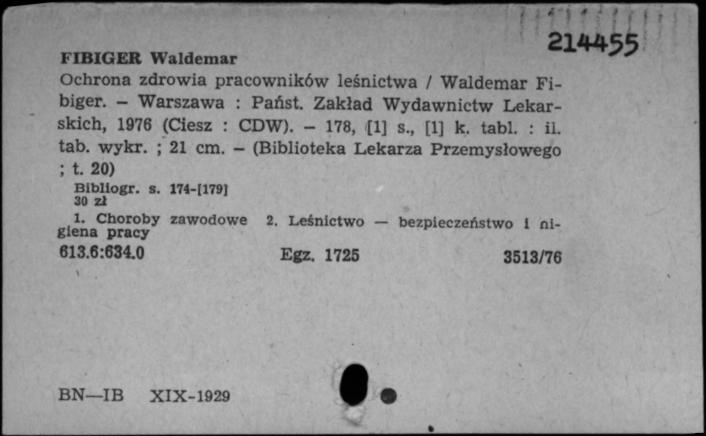 214455
FIBIGER Waldemar
Ochrona zdrowia pracowników leśnictwa / Waldemar Fi-
biger. — Warszawa : Państ. Zakład Wydawnictw Lekar-
skich, 1976 (Ciesz : CDW). — 178, [1] s., [1] k. tabl. : il.
tab. wykr. ; 21 cm. — (Biblioteka Lekarza Przemysłowego
; t. 20)
Bibliogr. s. 174-[179]
30 zł
1. Choroby zawodowe 2. Leśnictwo — bezpieczeństwo i hi-
giena pracy
613.6:634.0 Egz. 1725 3513/76
BN—IB XIX-1929